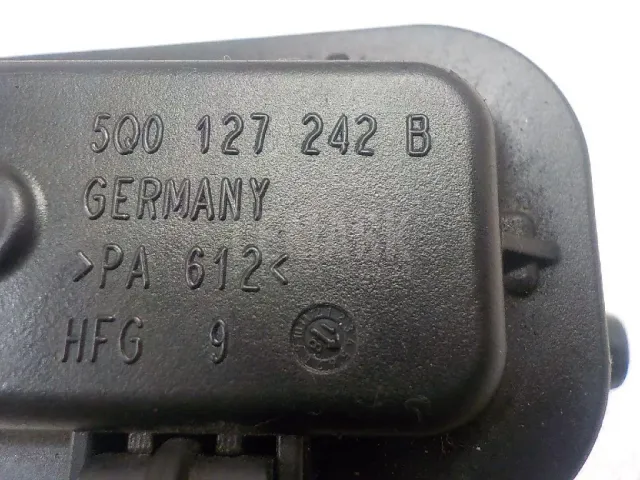 5Q0 127 242 B
GERMANY
>PA 612<
HFG 9